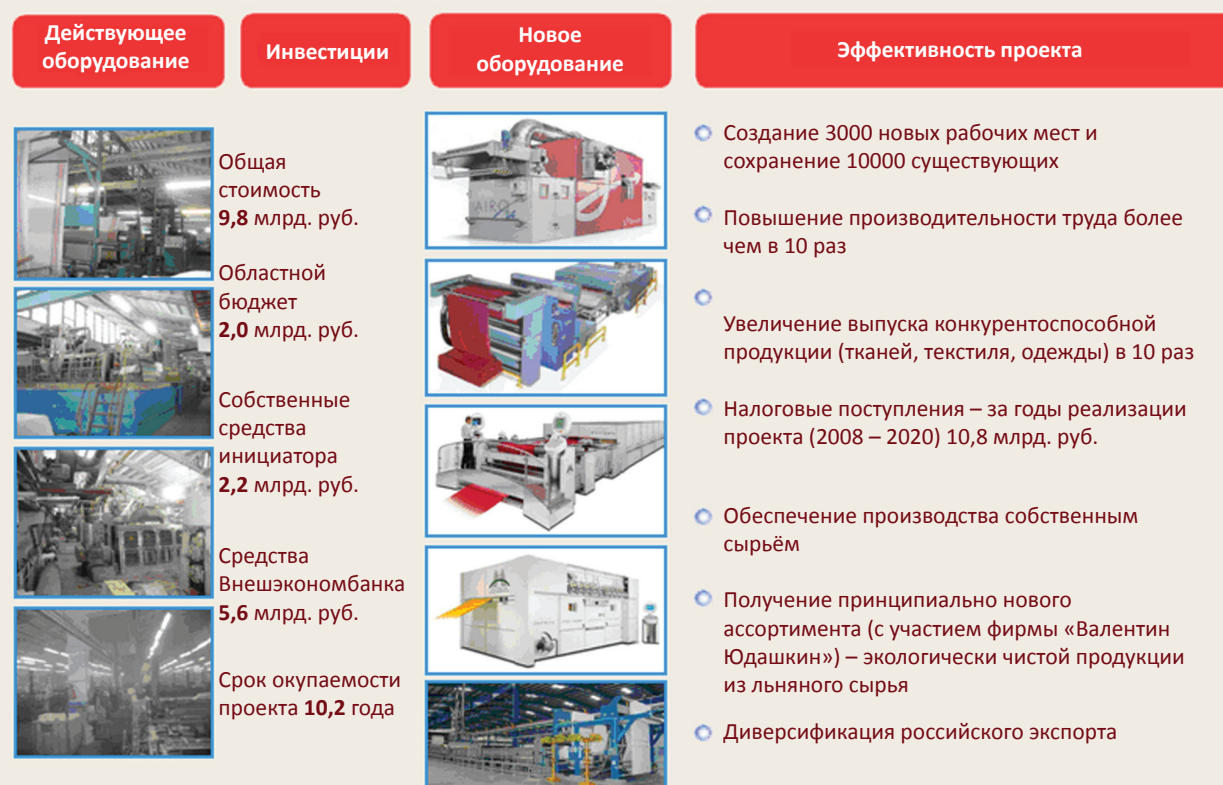 Действующее
оборудование
Инвестиции
Новое
оборудование
Эффективность проекта
Общая
стоимость
9,8 млрд. руб.
Областной
бюджет
2,0 млрд. руб.
Собственные
средства
инициатора
2,2 млрд. руб.
Средства
Внешэкономбанка
5,6 млрд. руб.
Срок окупаемости
проекта 10,2 года
Создание 3000 новых рабочих мест и
сохранение 10000 существующих
Повышение производительности труда более
чем в 10 раз
Увеличение выпуска конкурентоспособной
продукции (тканей, текстиля, одежды) в 10 раз
Налоговые поступления – за годы реализации
проекта (2008 – 2020) 10,8 млрд. руб.
Обеспечение производства собственным
сырьём
Получение принципиально нового
ассортимента (с участием фирмы «Валентин
Юдашкин») – экологически чистой продукции
из льняного сырья
Диверсификация российского экспорта